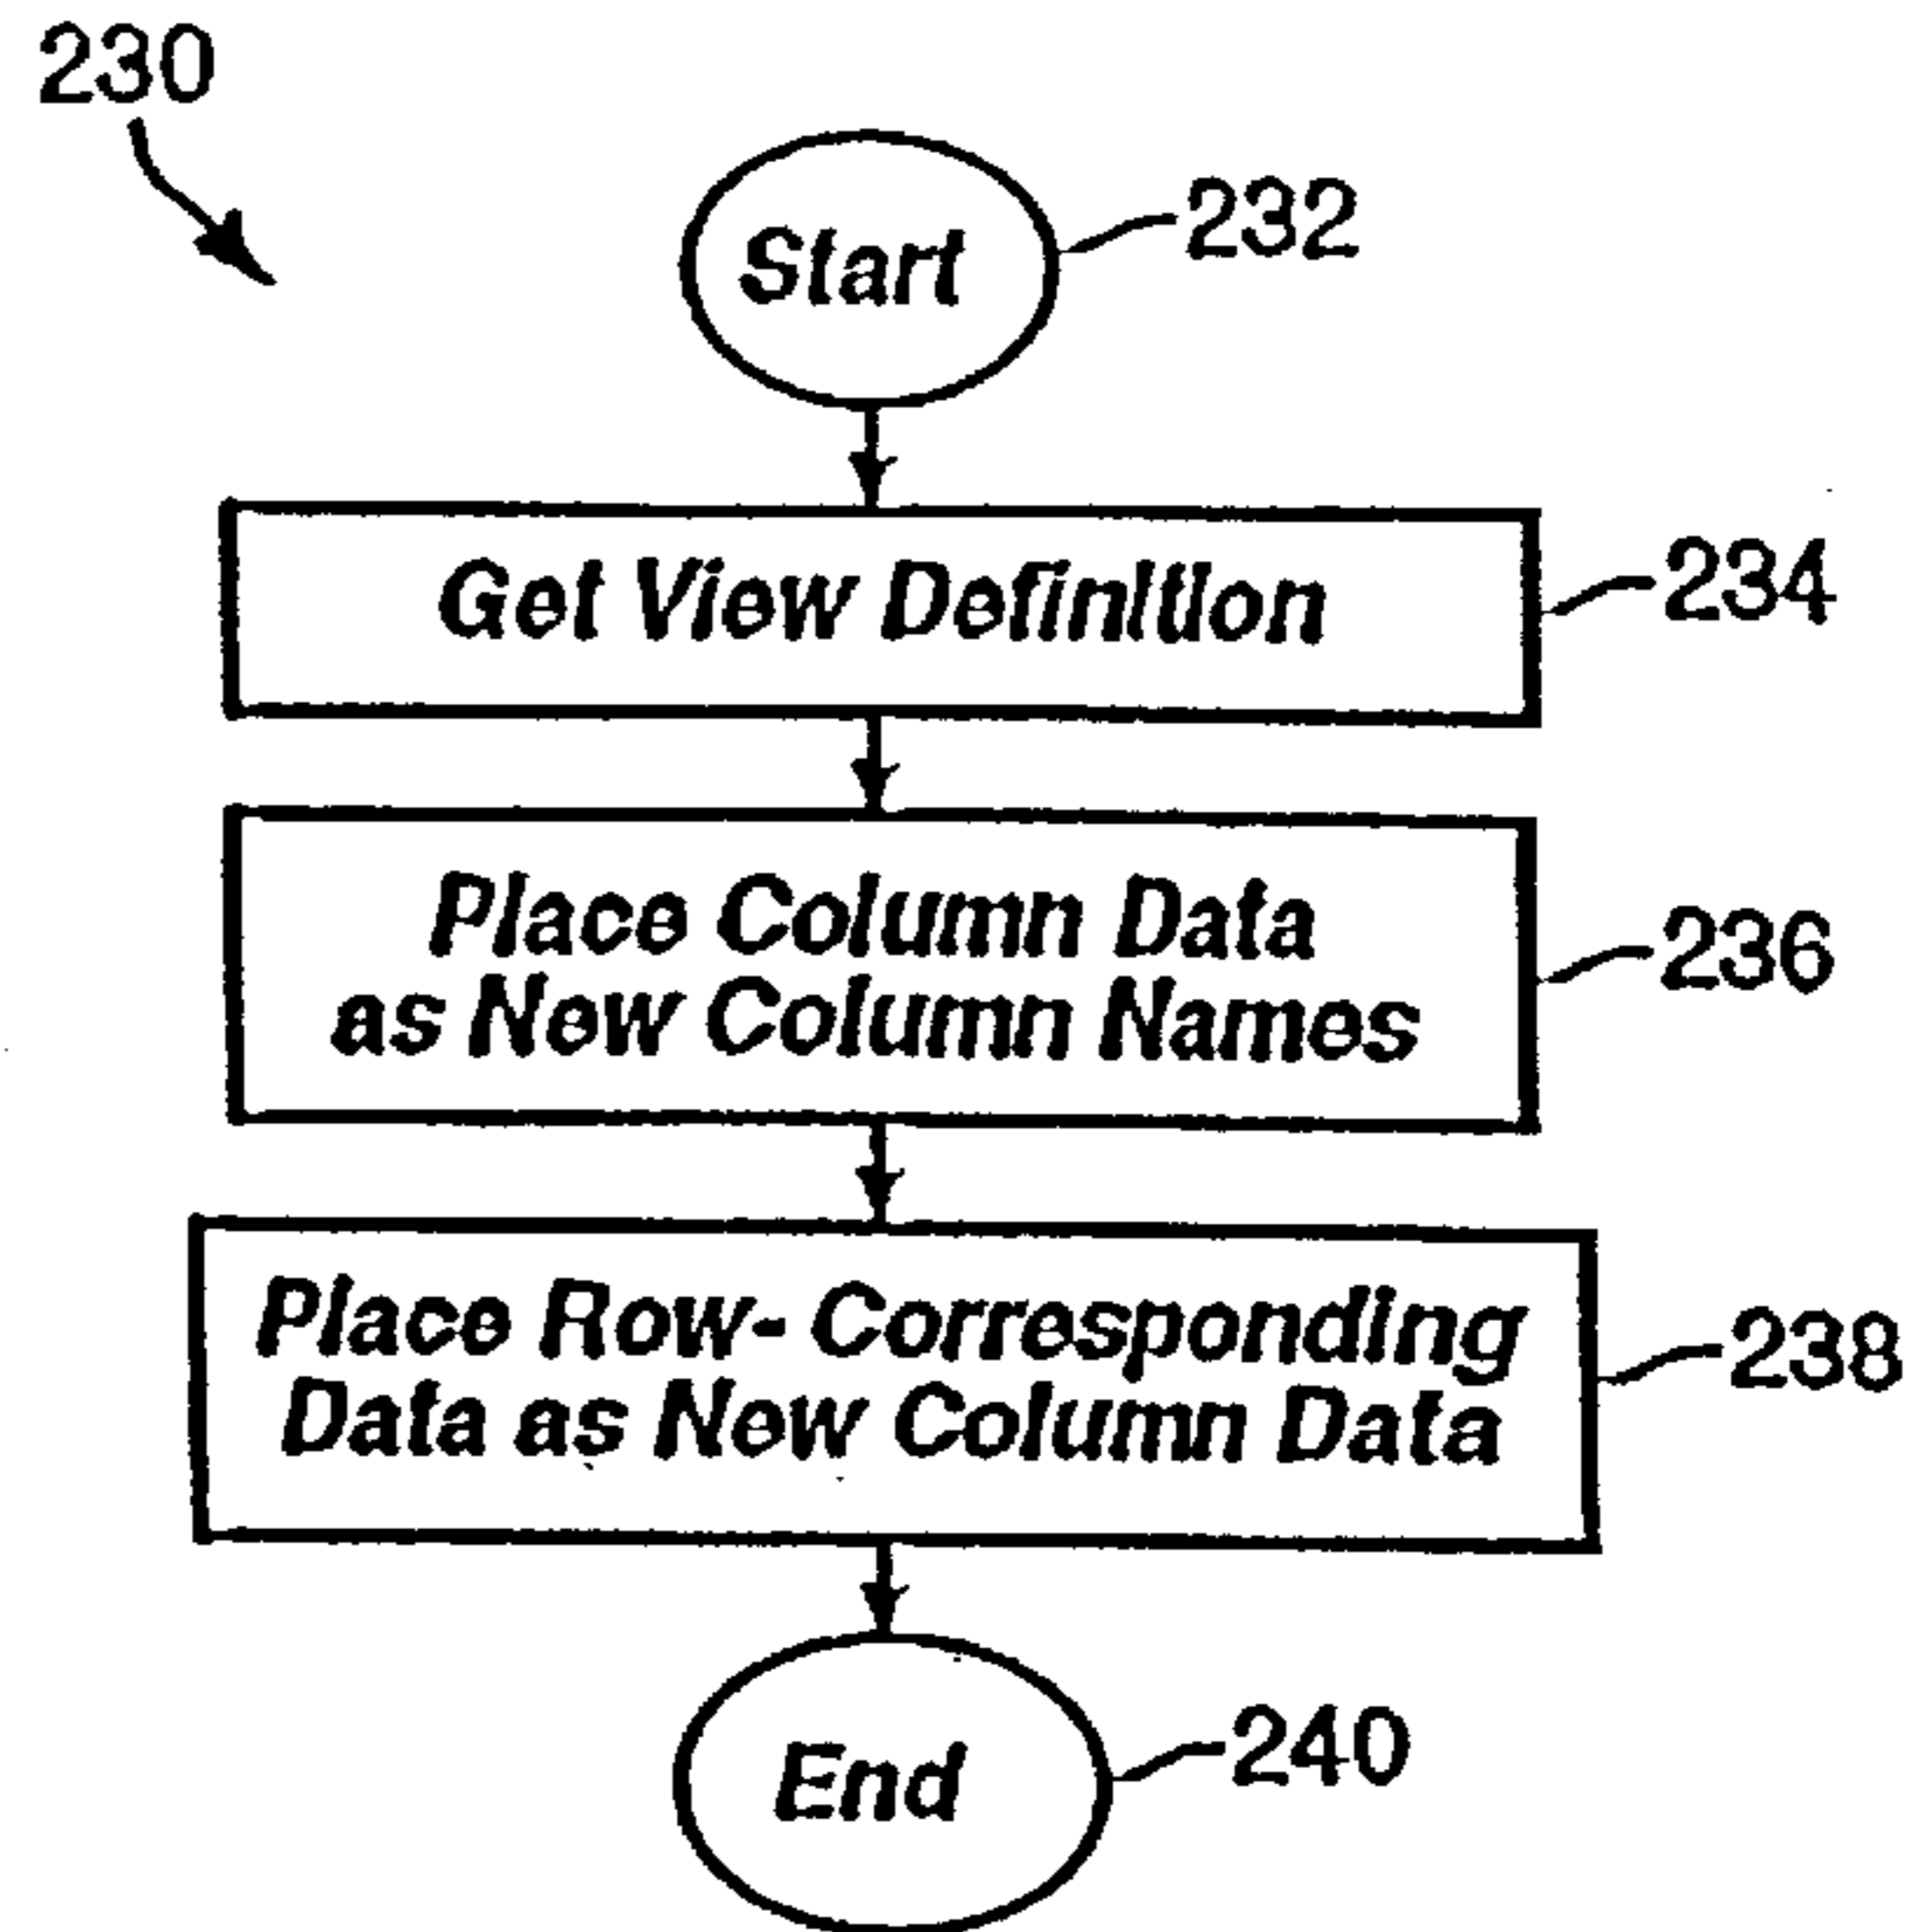 230
Start
232
Get View Definition
234
Place Column Data
as New Column Names
236
Place Row- Corresponding
Data as New Column Data
238
End
240